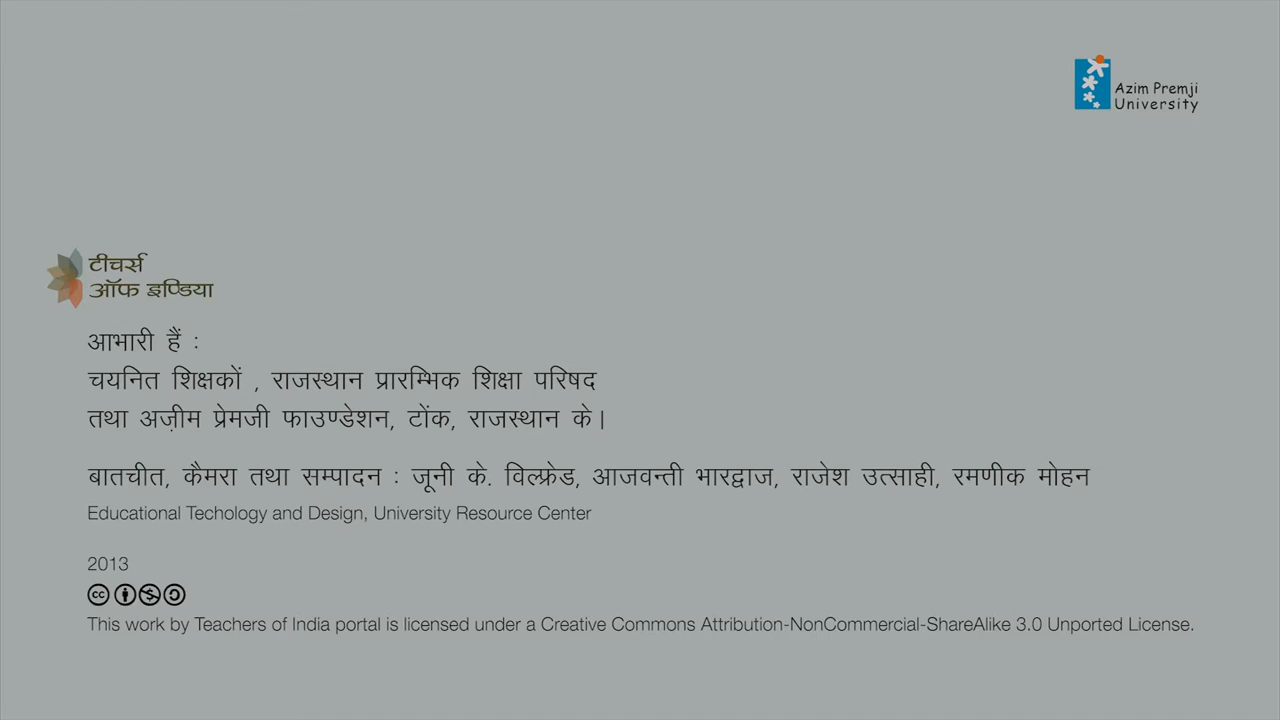 Azim Premji
University
टीचर्स
ऑफ इण्डिया
आभारी हैं :
चयनित शिक्षकों , राजस्थान प्रारम्भिक शिक्षा परिषद
तथा अज़ीम प्रेमजी फाउण्डेशन, टोंक, राजस्थान के|
बातचीत, कैमरा तथा सम्पादन : जूनी के. विल्फ्रेड, आजवन्ती भारद्वाज, राजेश उत्साही, रमणीक मोहन
Educational Techology and Design, University Resource Center
2013
cc
This work by Teachers of India portal is licensed under a Creative Commons Attribution-NonCommercial-ShareAlike 3.0 Unported License.